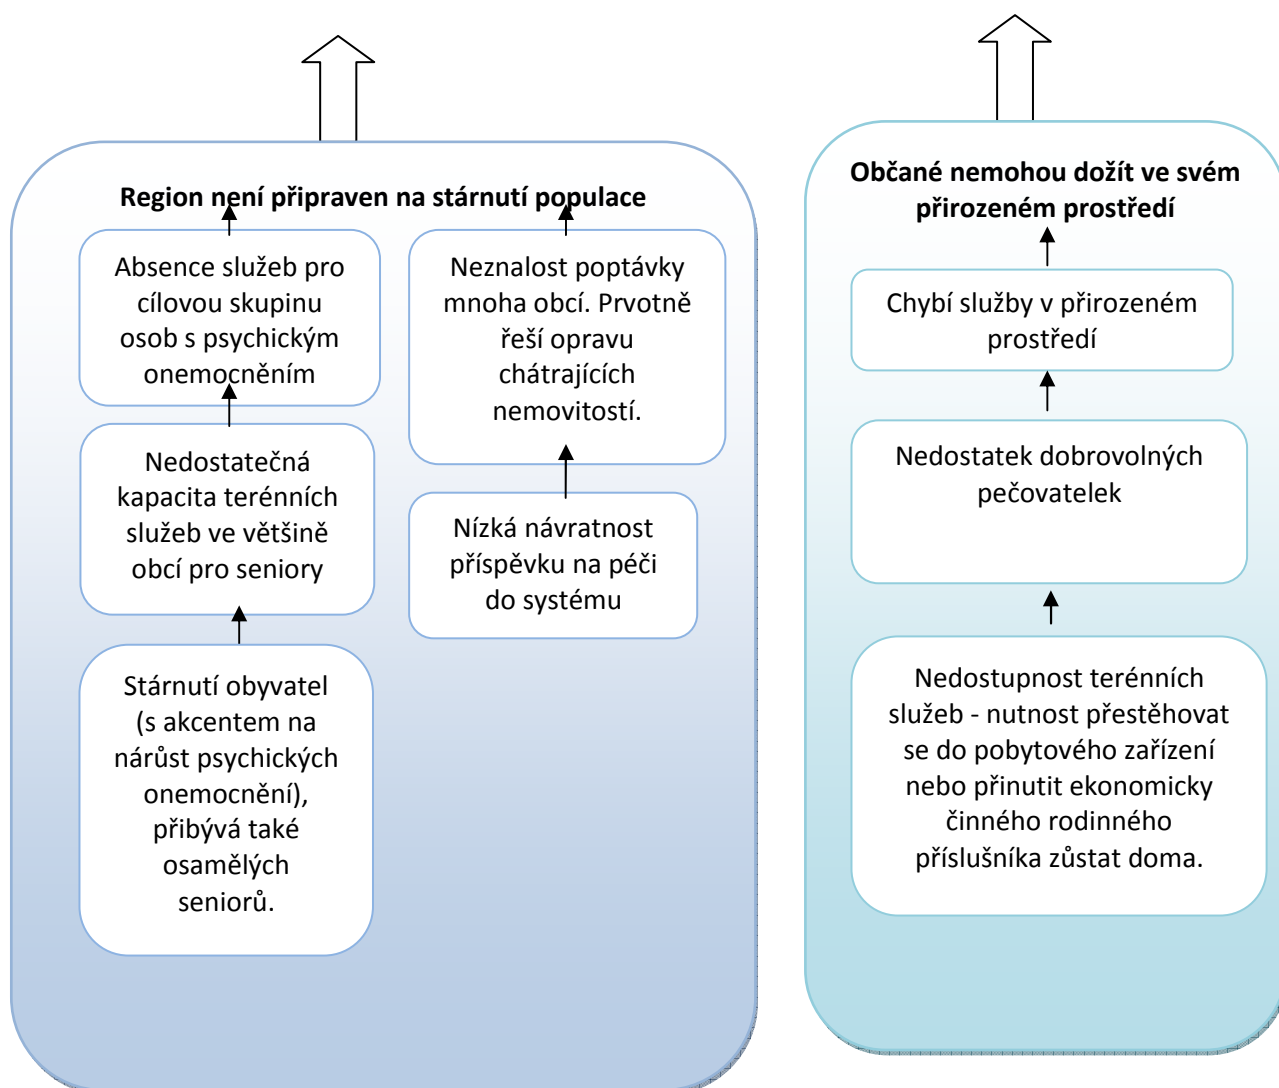 Region není připraven na stárnutí populace
Absence služeb pro
cílovou skupinu
osob s psychickým
onemocněním
Nedostatečná
kapacita terénních
služeb ve většině
obcí pro seniory
Stárnutí obyvatel
(s akcentem na
nárůst psychických
onemocnění),
přibývá také
osamělých
seniorů.
Neznalost poptávky
mnoha obcí. Prvotně
řeší opravu
chátrajících
nemovitostí.
Nízká návratnost
příspěvku na péči
do systému
Občané nemohou dožít ve svém
přirozeném prostředí
Chybí služby v přirozeném
prostředí
Nedostatek dobrovolných
pečovatelek
Nedostupnost terénních
služeb - nutnost přestěhovat
se do pobytového zařízení
nebo přinutit ekonomicky
činného rodinného
příslušníka zůstat doma.